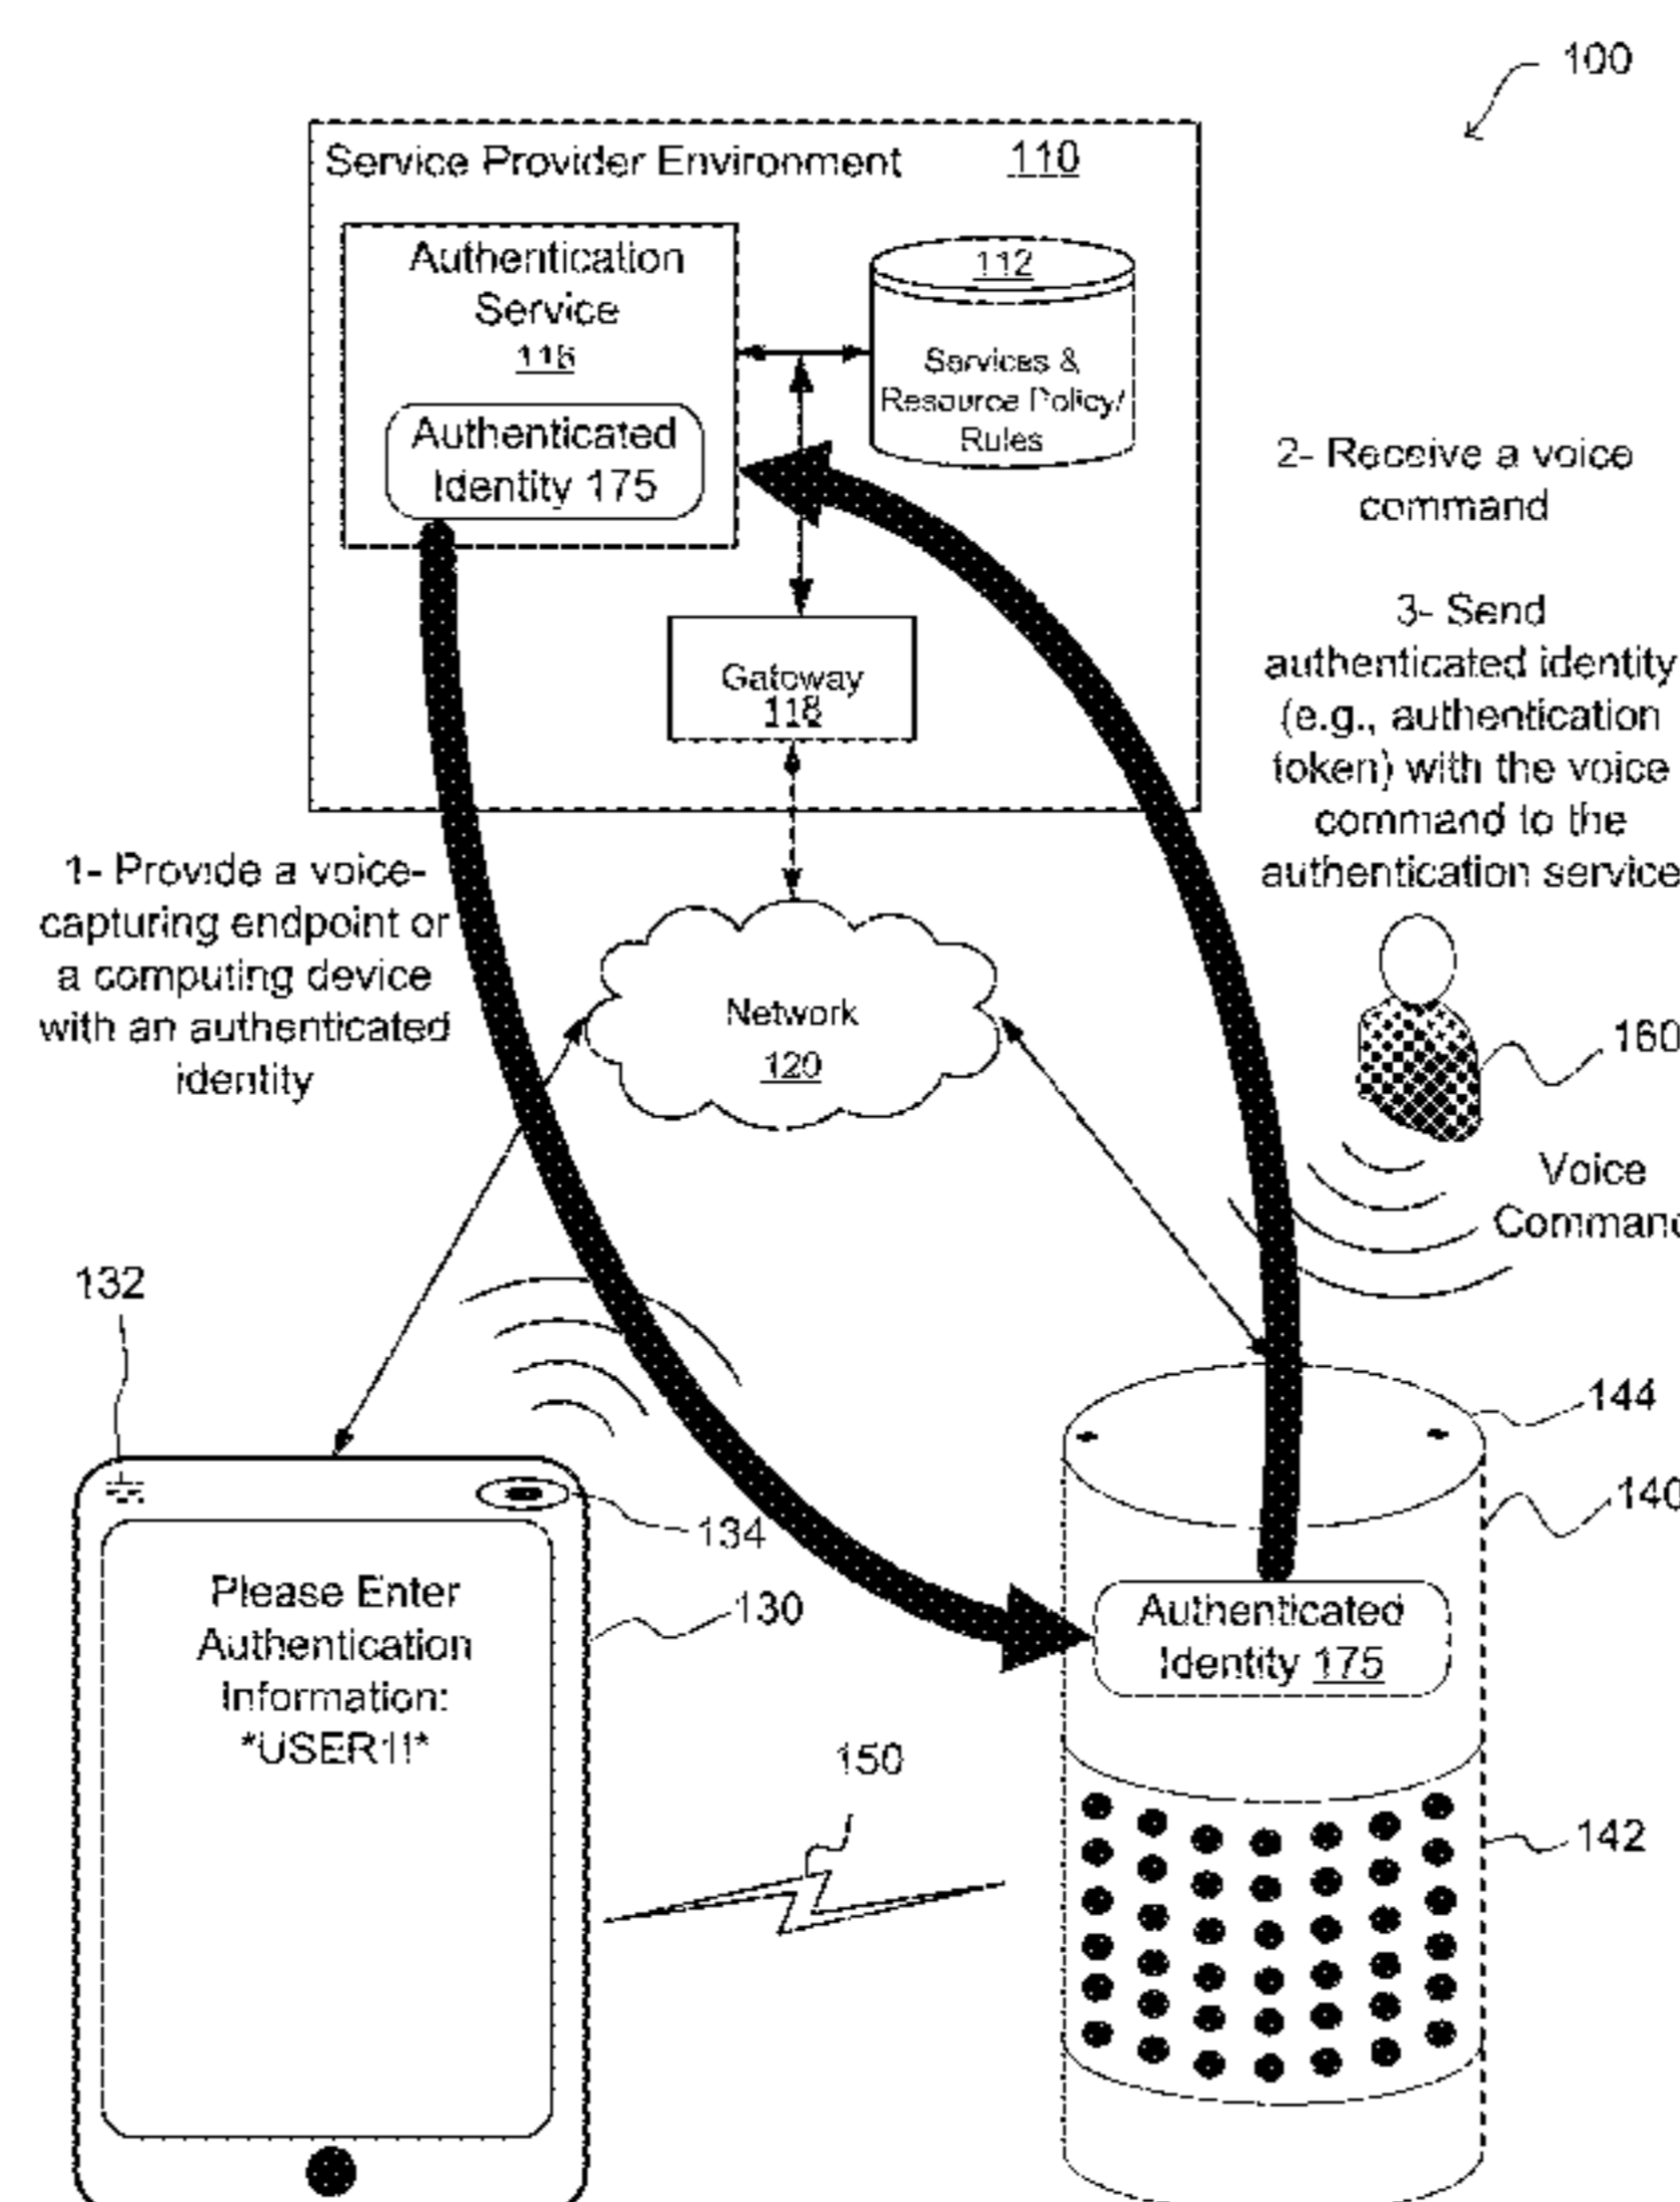 100
Service Provider Environment 110
Authentication
Service
Authenticated
Identity 175
112
Services &
Resource Policy/
Rules
2- Receive a voice
command
3- Send
authenticated identity
(e.g., authentication
token) with the voice
command to the
authentication service
Gateway
118
1- Provide a voice-
capturing endpoint or
a computing device
with an authenticated
identity
Network
120
160
Voice
132
144
140
134
130
Please Enter
Authentication
Information:
*USER1!*
Authenticated
Identity 175
150
142